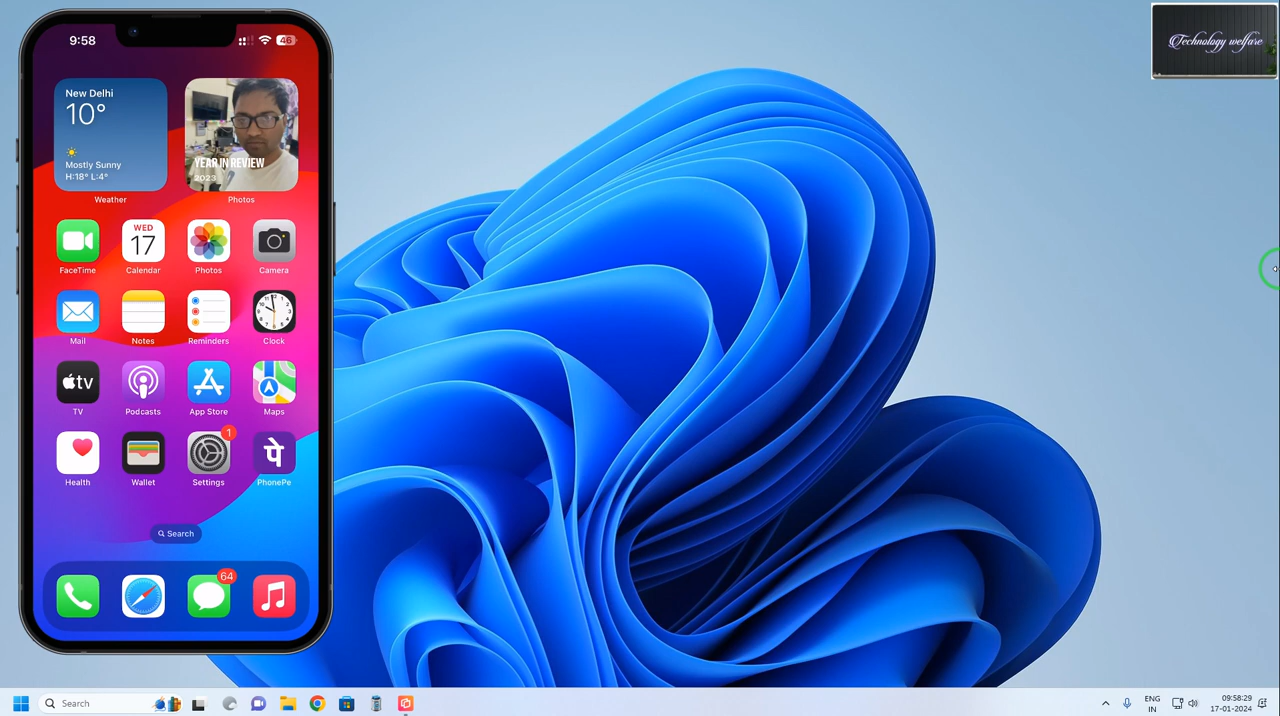 9:58
46
New Delhi
10°
Mostly Sunny
H:18° L:4°
Weather
YEAR IN REVIEW
2023
Photos
FaceTime
WED
17
Calendar
Photos
Camera
Mail
Notes
Reminders
Clock
tv
TV
Podcasts
App Store
Maps
1
Health
Wallet
Settings
पे
PhonePe
Search
64
Technology welfare
Search
ENG
IN
09:58:29
17-01-2024